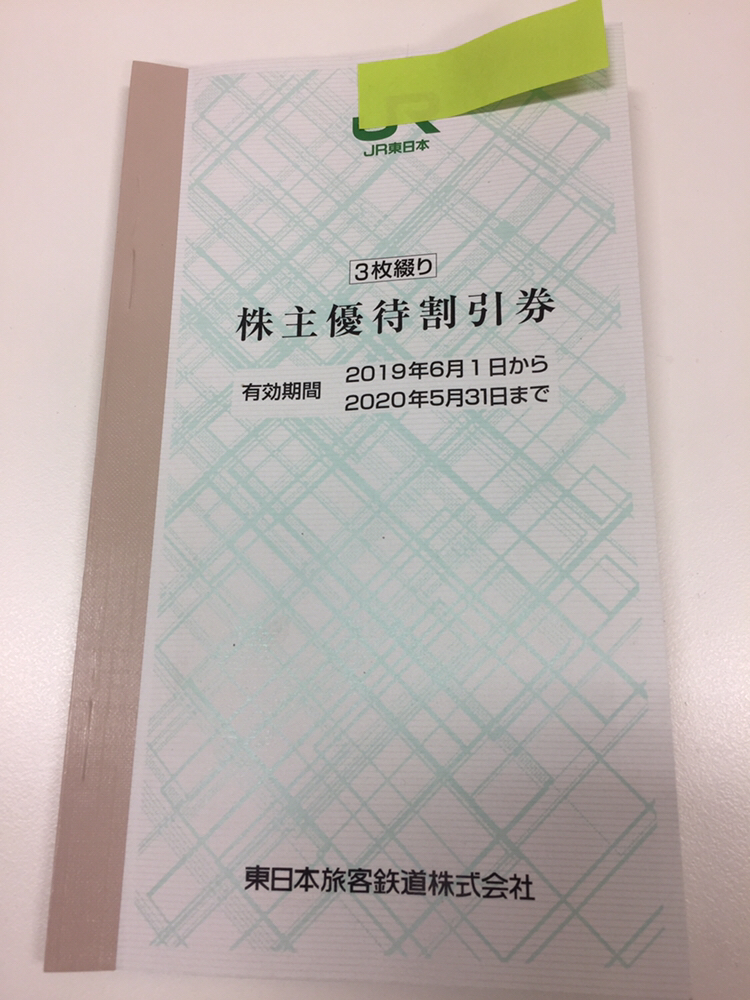 JR
JR東日本
3枚綴り
株主優待割引券
有効期間
2019年6月1日から
2020年5月31日まで
東日本旅客鉄道株式会社